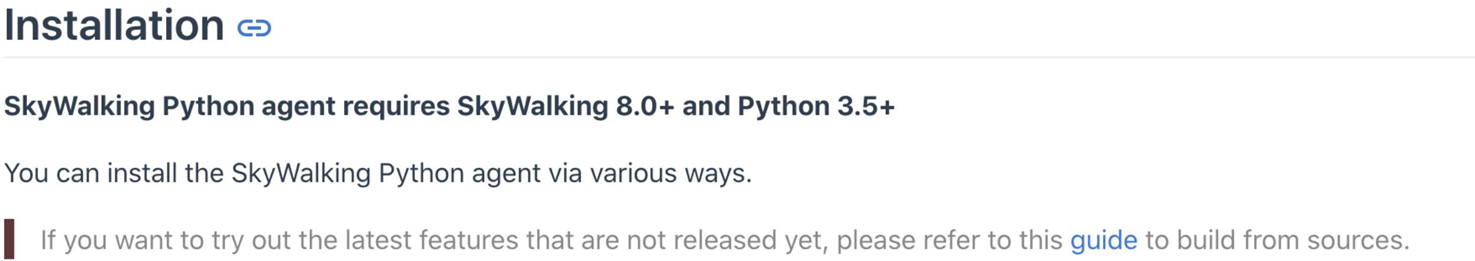 Installation
SkyWalking Python agent requires SkyWalking 8.0+ and Python 3.5+
You can install the SkyWalking Python agent via various ways.
If you want to try out the latest features that are not released yet, please refer to this guide to build from sources.